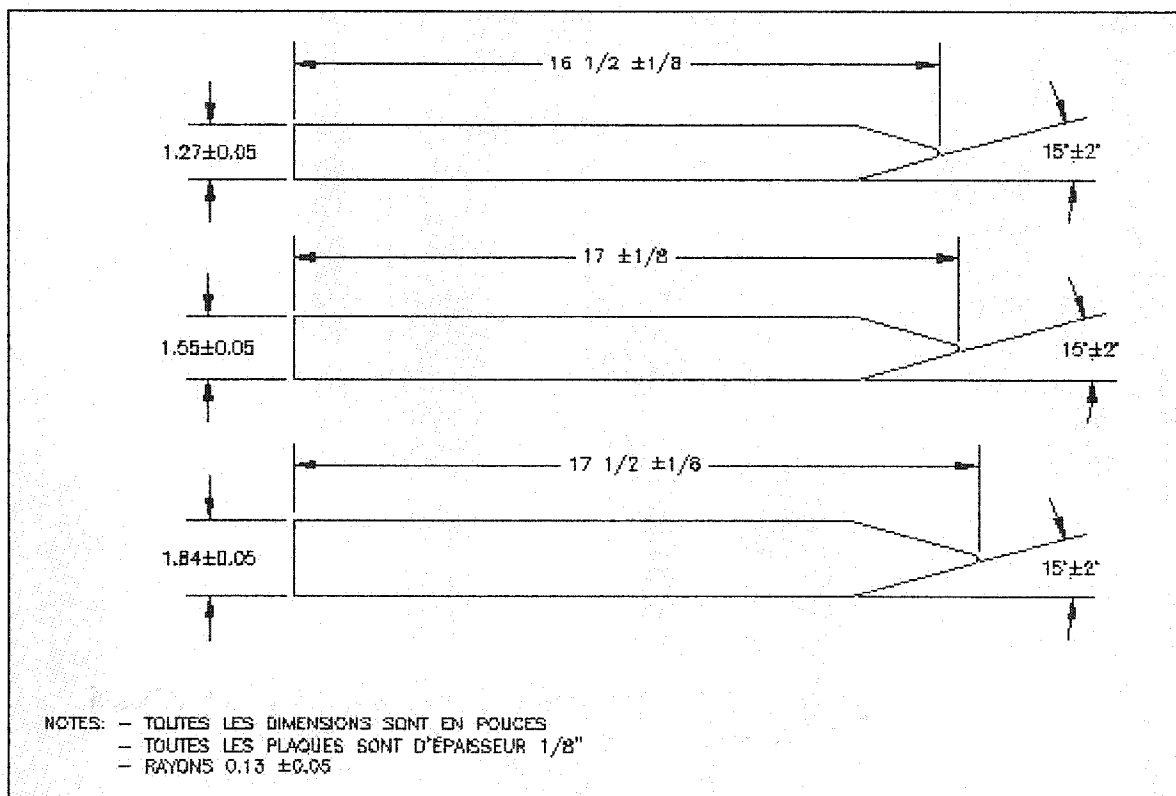 16 1/2 ±1/8
1.27±0.05
15°±2°
17 ±1/8
1.55±0.05
15°±2°
17 1/2 ±1/8
1.84±0.05
15°±2°
NOTES: – TOUTES LES DIMENSIONS SONT EN POUCES
– TOUTES LES PLAQUES SONT D'ÉPAISSEUR 1/8"
– RAYONS 0.13 ±0.05